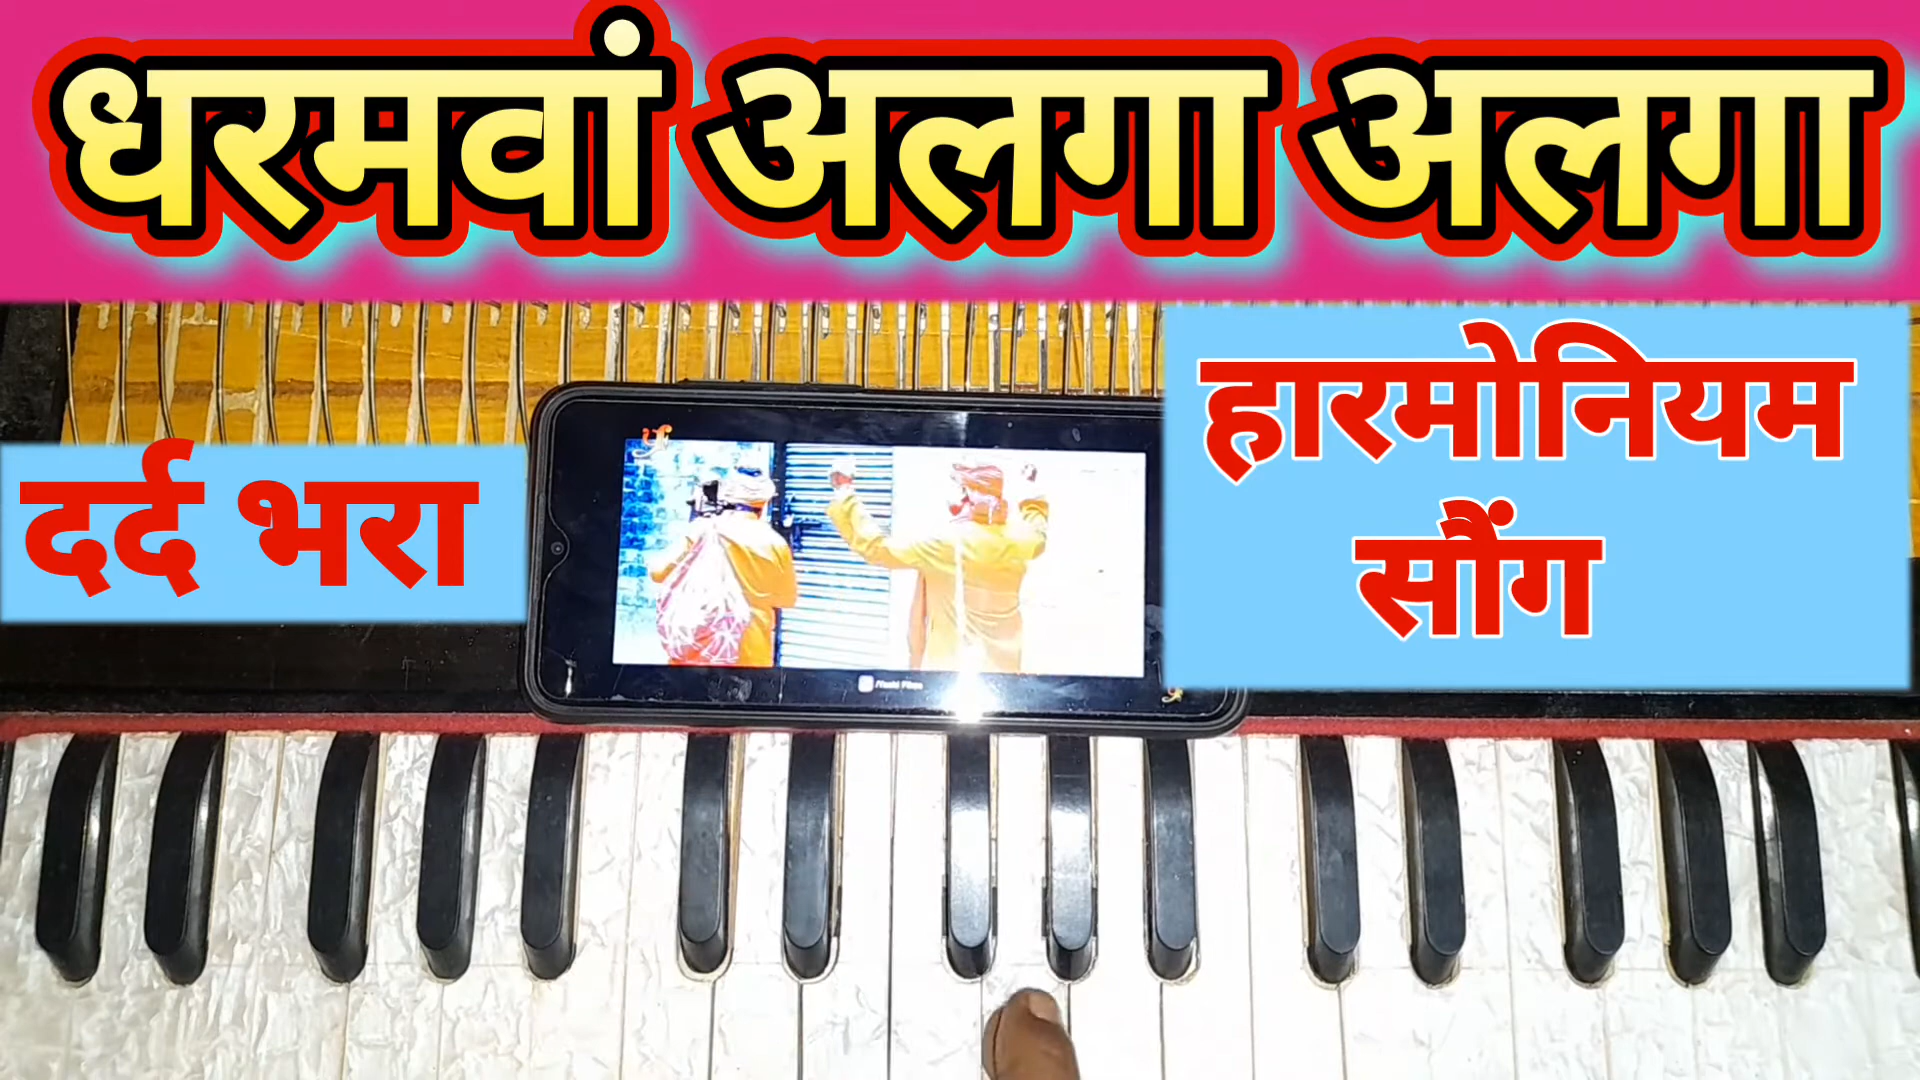 धरमवां अलगा अलगा
दर्द भरा
हारमोनियम
सौंग